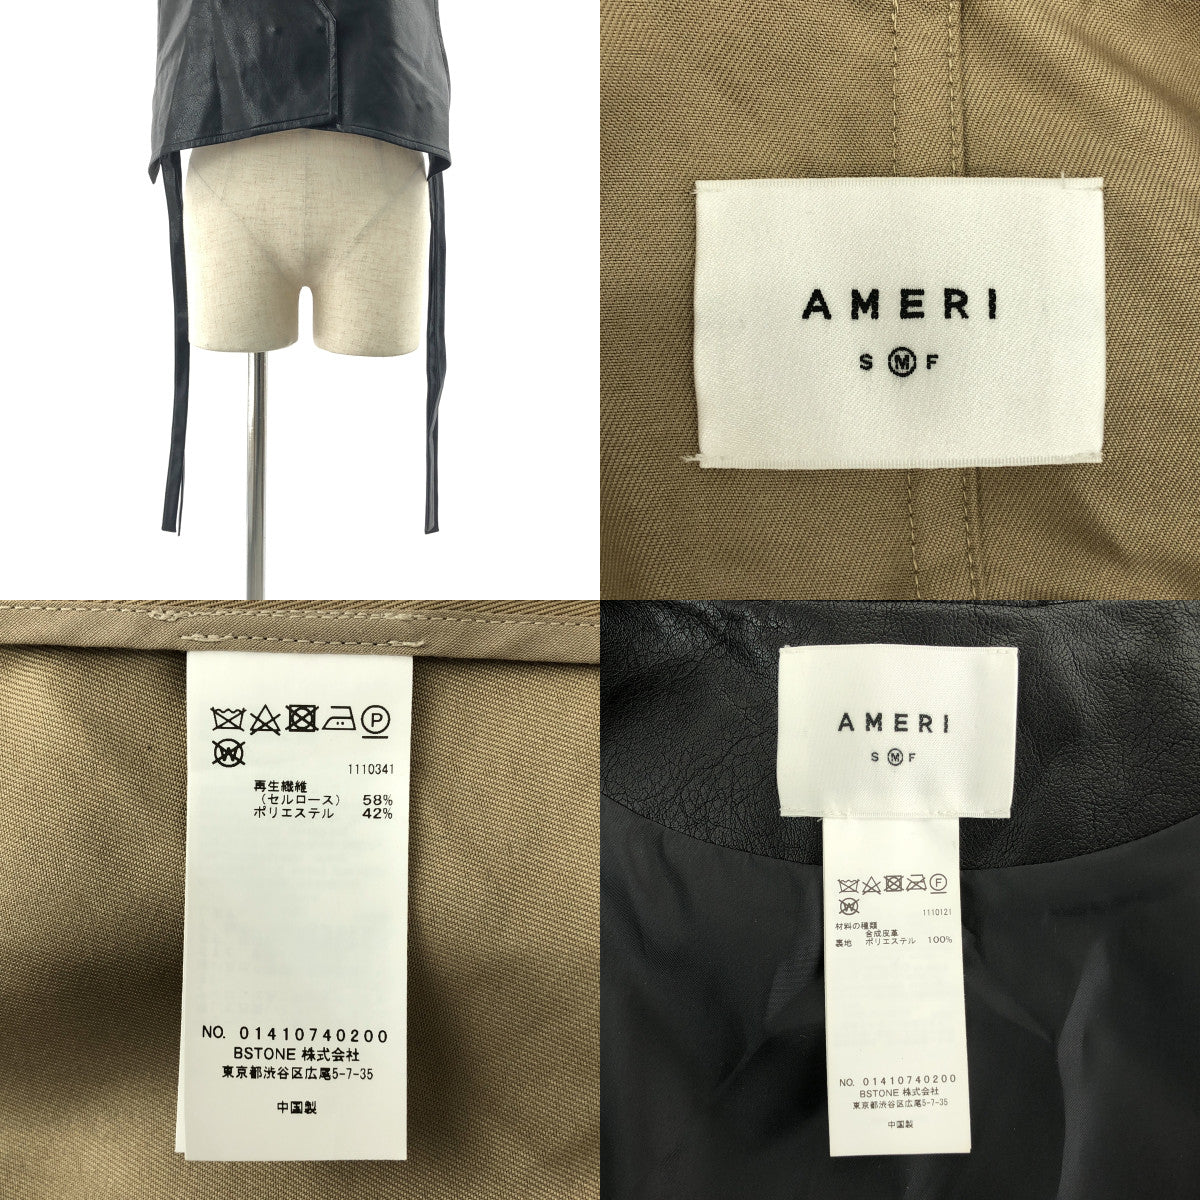 AMERI
S M F
1110341
再生繊維
(セルロース) 58%
ポリエステル 42%
NO. 01410740200
BSTONE 株式会社
東京都渋谷区広尾5-7-35
中国製
AMERI
S M F
1110121
材料の種類
合成皮革
裏地 ポリエステル 100%
NO. 01410740200
BSTONE 株式会社
東京都渋谷区広尾5-7-35
中国製